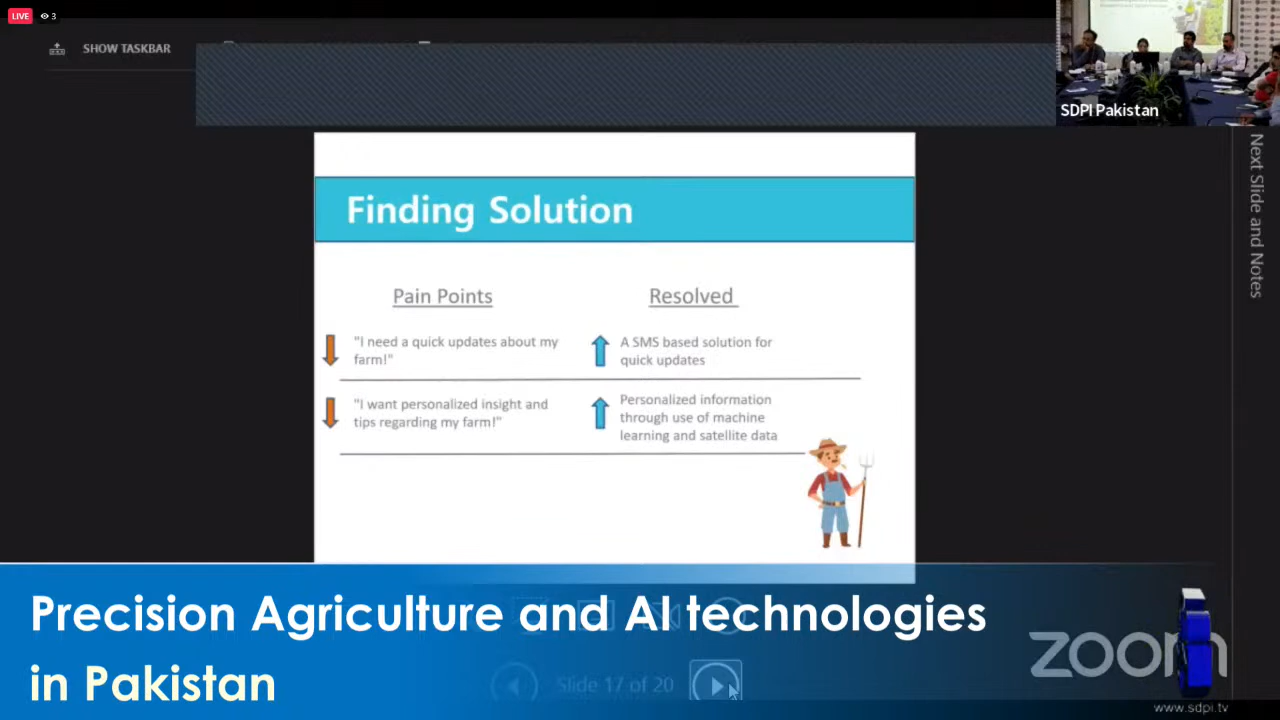 LIVE 3
SHOW TASKBAR
SDPI Pakistan
Next Slide and Notes
Finding Solution
Pain Points
Resolved
"I need a quick updates about my
farm!"
A SMS based solution for
quick updates
"I want personalized insight and
tips regarding my farm!"
Personalized information
through use of machine
learning and satellite data
Precision Agriculture and AI technologies
in Pakistan
Slide 17 of 20
zoom
www.sdpi.tv